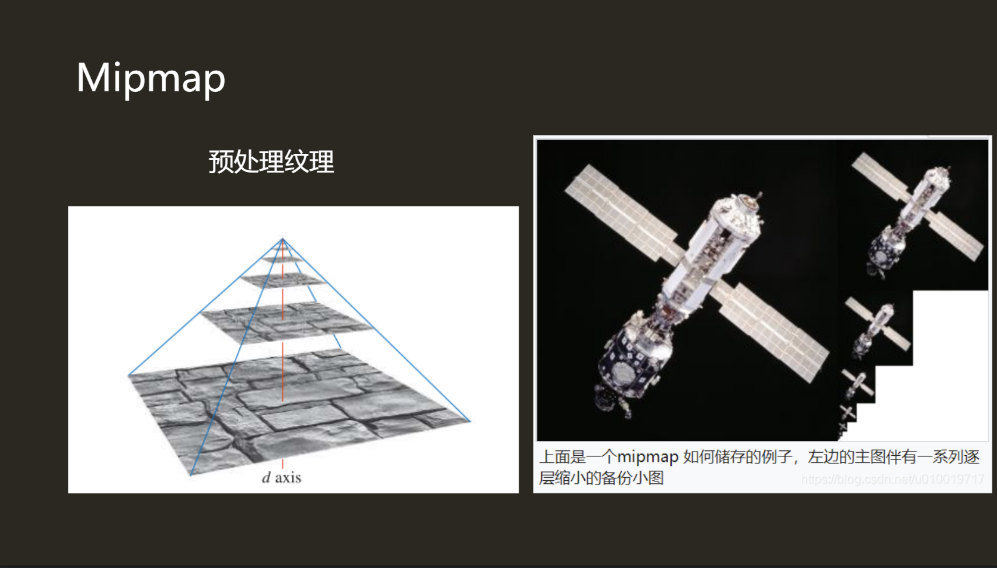 Mipmap
预处理纹理
d axis
上面是一个mipmap 如何储存的例子，左边的主图伴有一系列逐
层缩小的备份小图
https://blog.csdn.net/u010019717